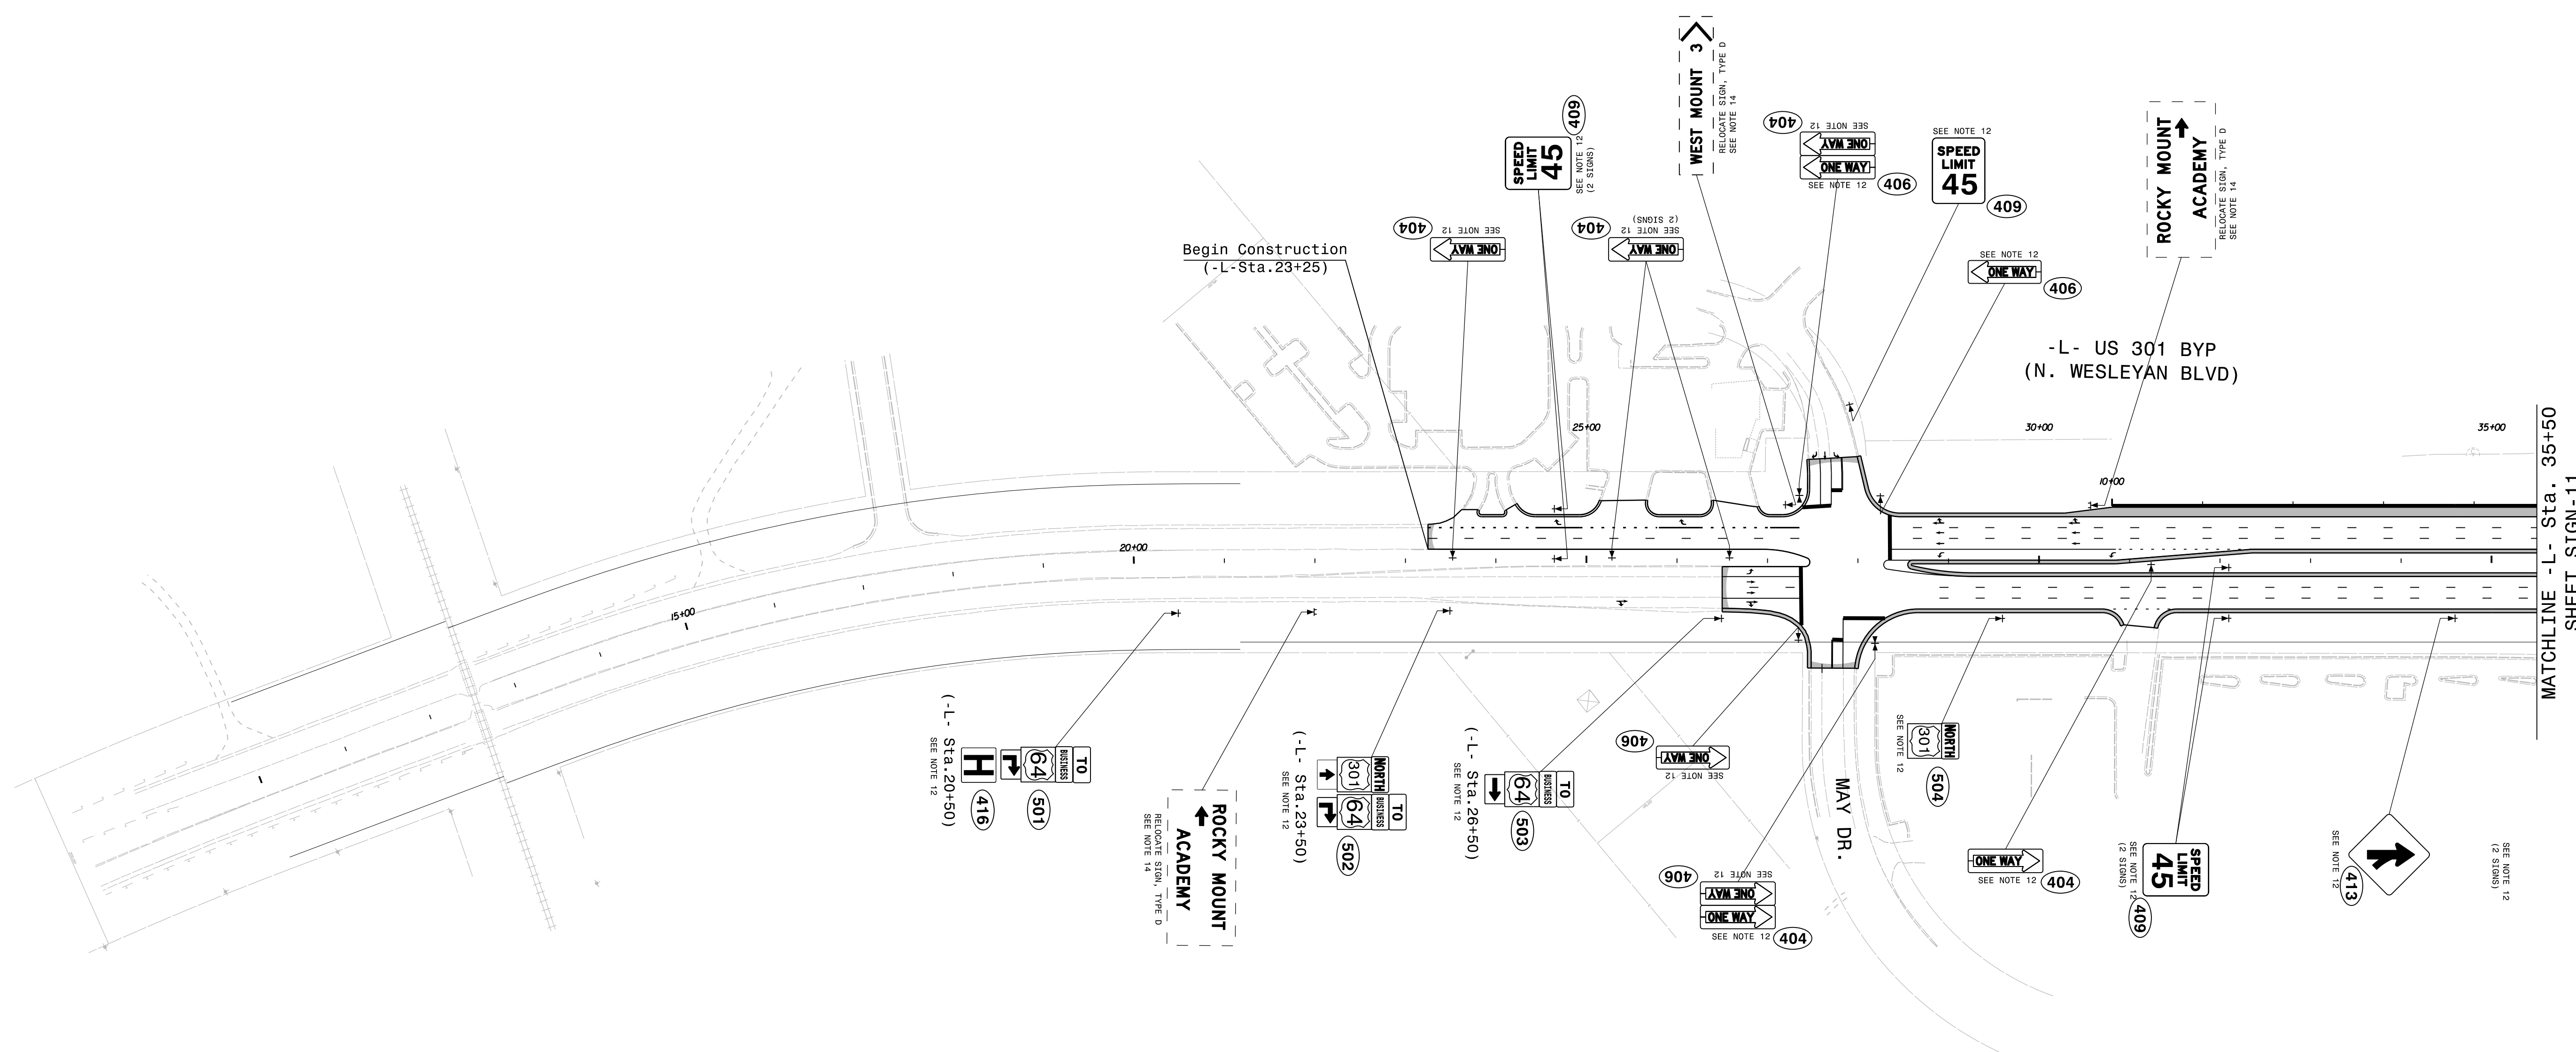 WEST MOUNT 3
RELOCATE SIGN, TYPE D
SEE NOTE 14
409
SPEED
LIMIT
45
SEE NOTE 12
(2 SIGNS)
404
SEE NOTE 12
ONE WAY
ONE WAY
SEE NOTE 12
406
SEE NOTE 12
SPEED
LIMIT
45
409
ROCKY MOUNT
ACADEMY
RELOCATE SIGN, TYPE D
SEE NOTE 14
Begin Construction
(-L-Sta.23+25)
404
SEE NOTE 12
ONE WAY
404
(2 SIGNS)
SEE NOTE 12
ONE WAY
SEE NOTE 12
ONE WAY
406
-L- US 301 BYP
(N. WESLEYAN BLVD)
15+00
20+00
25+00
30+00
35+00
10+00
MATCHLINE -L- Sta. 35+50
SHEET SIGN-11
(-L- Sta.20+50)
SEE NOTE 12
TO
BUSINESS
64
H
416
501
ROCKY MOUNT
ACADEMY
RELOCATE SIGN, TYPE D
SEE NOTE 14
(-L- Sta.23+50)
SEE NOTE 12
NORTH
301
TO
BUSINESS
64
502
(-L- Sta.26+50)
SEE NOTE 12
TO
BUSINESS
64
503
406
ONE WAY
SEE NOTE 12
406
SEE NOTE 12
ONE WAY
ONE WAY
SEE NOTE 12
404
MAY DR.
SEE NOTE 12
NORTH
301
504
ONE WAY
SEE NOTE 12
404
SPEED
LIMIT
45
SEE NOTE 12
(2 SIGNS)
409
SEE NOTE 12
413
SEE NOTE 12
(2 SIGNS)